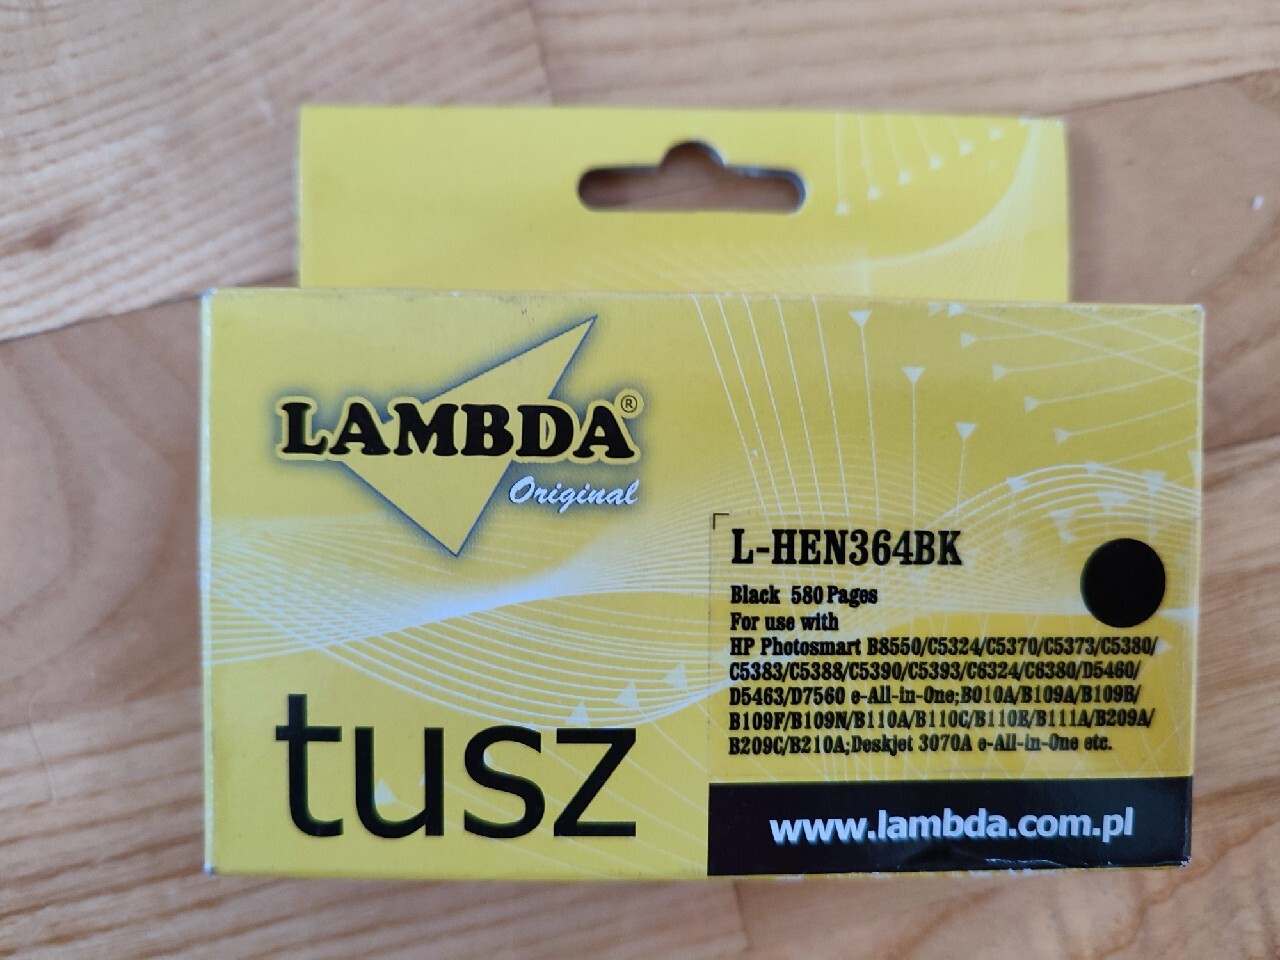 LAMBDA®
Original
L-HEN364BK
Black 580 Pages
For use with
HP Photosmart B8550/C5324/C5370/C5373/C5380/
C5383/C5388/C5390/C5393/C6324/C6380/D5460/
D5463/D7560 e-All-in-One;B010A/B109A/B109B/
B109F/B109N/B110A/B110C/B110E/B111A/B209A/
B209C/B210A;Deskjet 3070A e-All-in-One etc.
tusz
www.lambda.com.pl